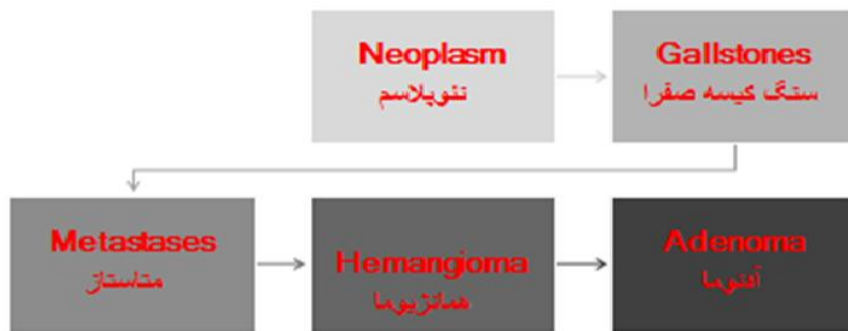 Neoplasm
نئوپلاسم
Gallstones
سنگ کیسه صفرا
Metastases
متاستاز
Hemangioma
همانژیوما
Adenoma
آدنوما